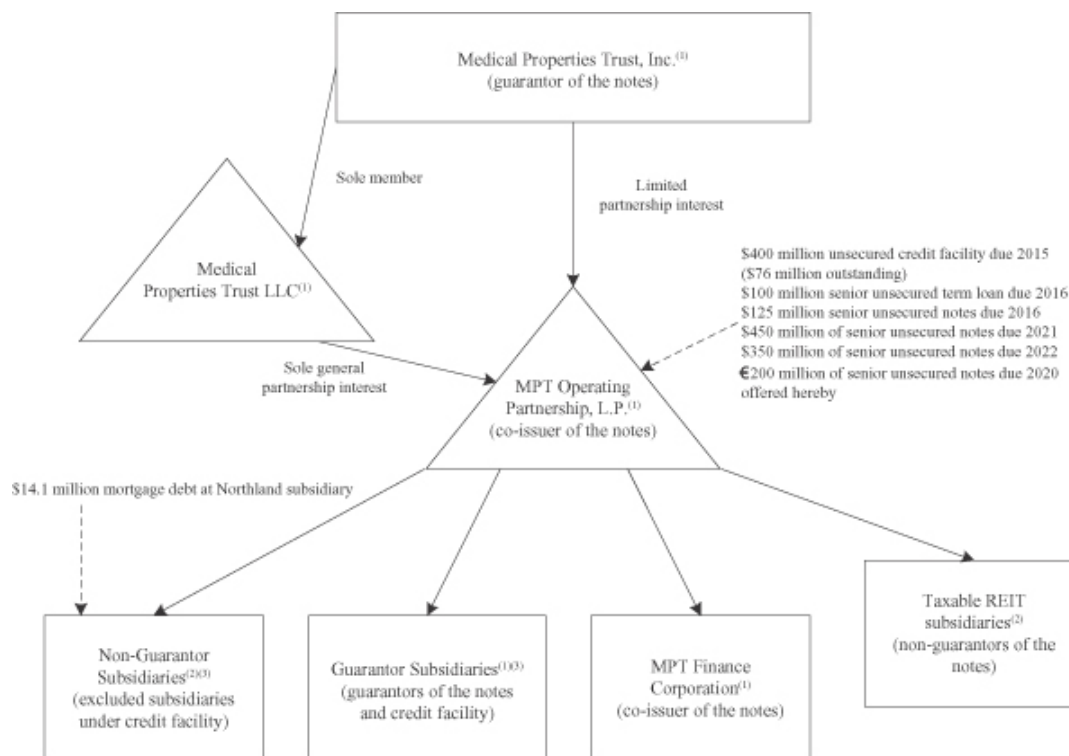 Medical Properties Trust, Inc.(1)
(guarantor of the notes)
Sole member
Limited
partnership interest
Medical
Properties Trust LLC(1)
$400 million unsecured credit facility due 2015
($76 million outstanding)
$100 million senior unsecured term loan due 2016
$125 million senior unsecured notes due 2016
$450 million of senior unsecured notes due 2021
$350 million of senior unsecured notes due 2022
€200 million of senior unsecured notes due 2020
offered hereby
Sole general
partnership interest
MPT Operating
Partnership, L.P.(1)
(co-issuer of the notes)
$14.1 million mortgage debt at Northland subsidiary
Non-Guarantor
Subsidiaries(2)(3)
(excluded subsidiaries
under credit facility)
Guarantor Subsidiaries(1)(3)
(guarantors of the notes
and credit facility)
MPT Finance
Corporation(1)
(co-issuer of the notes)
Taxable REIT
subsidiaries(2)
(non-guarantors of the
notes)